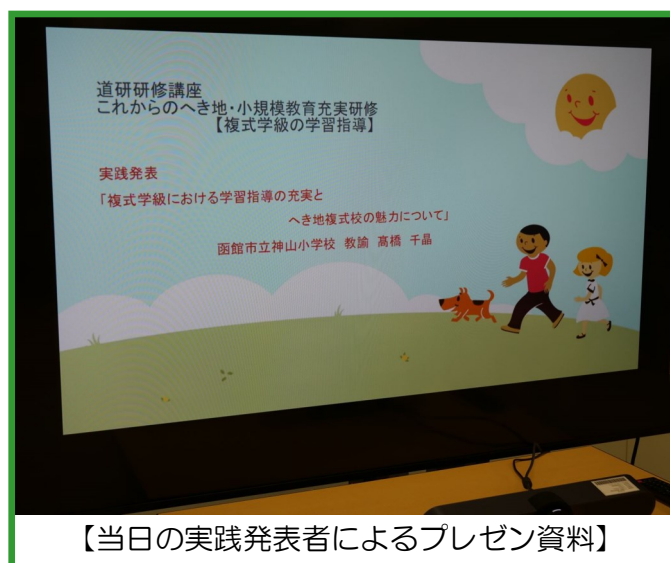 道研研修講座
これからのへき地・小規模教育充実研修
【複式学級の学習指導】
実践発表
「複式学級における学習指導の充実と
へき地複式校の魅力について」
函館市立神山小学校 教諭 髙橋 千晶
【当日の実践発表者によるプレゼン資料】